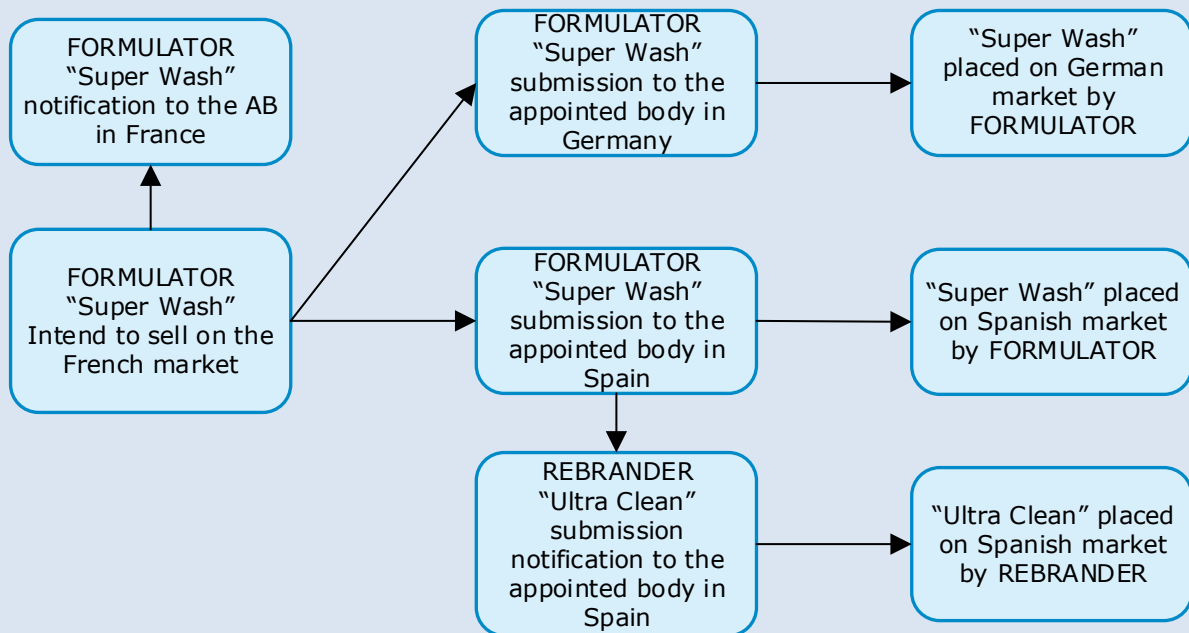 FORMULATOR
“Super Wash”
notification to the AB
in France
FORMULATOR
“Super Wash”
submission to the
appointed body in
Germany
“Super Wash”
placed on German
market by
FORMULATOR
FORMULATOR
“Super Wash”
Intend to sell on the
French market
FORMULATOR
“Super Wash”
submission to the
appointed body in
Spain
“Super Wash” placed
on Spanish market
by FORMULATOR
REBRANDER
“Ultra Clean”
submission
notification to the
appointed body in
Spain
“Ultra Clean” placed
on Spanish market
by REBRANDER